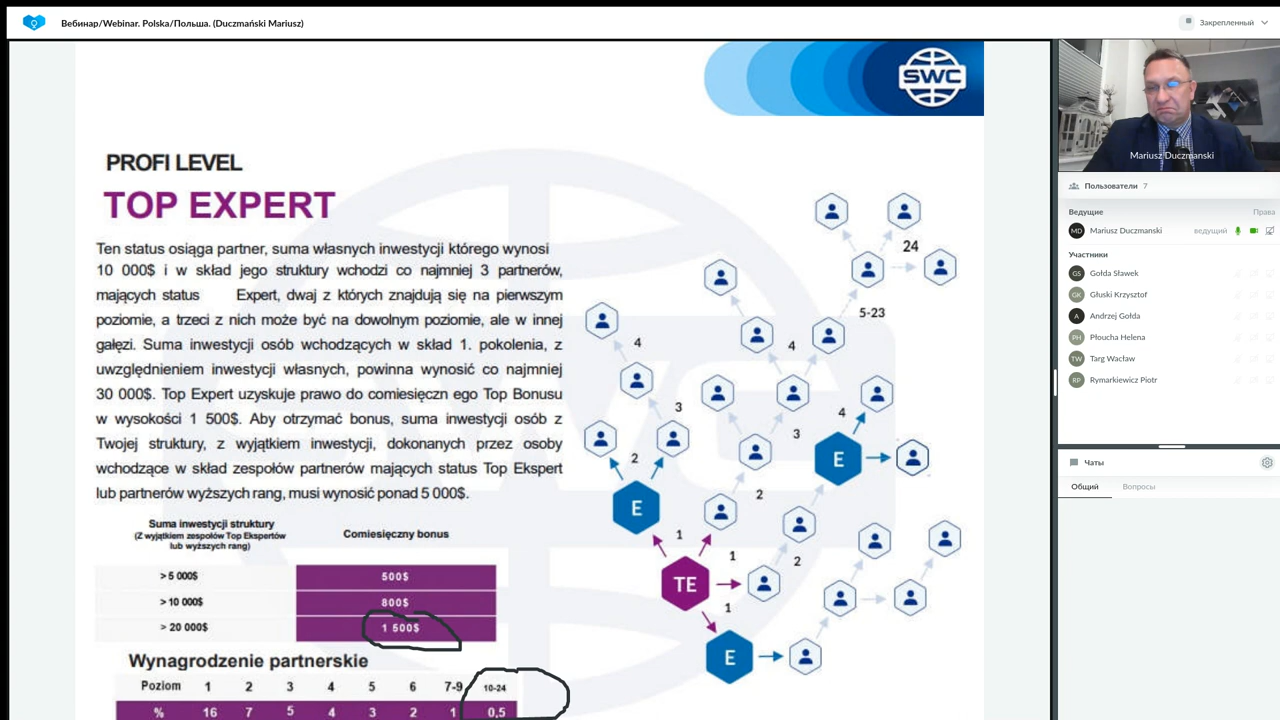 Вебинар/Webinar. Polska/Польша. (Duczmański Mariusz)
Закрепленный
SWC
PROFI LEVEL
TOP EXPERT
Ten status osiąga partner, suma własnych inwestycji którego wynosi
10 000$ i w skład jego struktury wchodzi co najmniej 3 partnerów,
mających status Expert, dwaj z których znajdują się na pierwszym
poziomie, a trzeci z nich może być na dowolnym poziomie, ale w innej
gałęzi. Suma inwestycji osób wchodzących w skład 1. pokolenia, z
uwzględnieniem inwestycji własnych, powinna wynosić co najmniej
30 000$. Top Expert uzyskuje prawo do comiesięczn ego Top Bonusu
w wysokości 1 500$. Aby otrzymać bonus, suma inwestycji osób z
Twojej struktury, z wyjątkiem inwestycji, dokonanych przez osoby
wchodzące w skład zespołów partnerów mających status Top Ekspert
lub partnerów wyższych rang, musi wynosić ponad 5 000$.
Suma inwestycji struktury
(Z wyjątkiem zespołów Top Ekspertów
lub wyższych rang)
Comiesięczny bonus
> 5 000$ 500$
> 10 000$ 800$
> 20 000$ 1 500$
Wynagrodzenie partnerskie
Poziom 1 2 3 4 5 6 7-9 10-24
% 16 7 5 4 3 2 1 0,5
24
5-23
4
4
3
4
3
2
E
E
2
1
1
TE
2
1
E
Mariusz Duczmanski
Пользователи 7
Ведущие Права
MD Mariusz Duczmanski ведущий
Участники
GS Gołda Sławek
GK Głuski Krzysztof
A Andrzej Gołda
PH Płoucha Helena
TW Targ Wacław
RP Rymarkiewicz Piotr
Чаты
Общий Вопросы